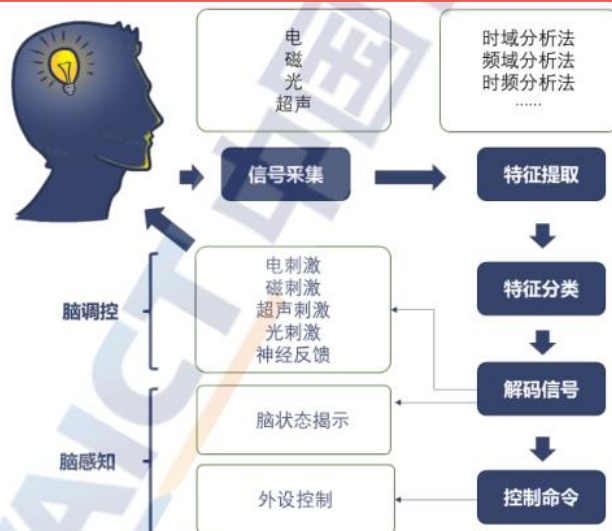 电
磁
光
超声
时域分析法
频域分析法
时频分析法
……
信号采集
特征提取
脑调控
电刺激
磁刺激
超声刺激
光刺激
神经反馈
特征分类
解码信号
脑感知
脑状态揭示
外设控制
控制命令